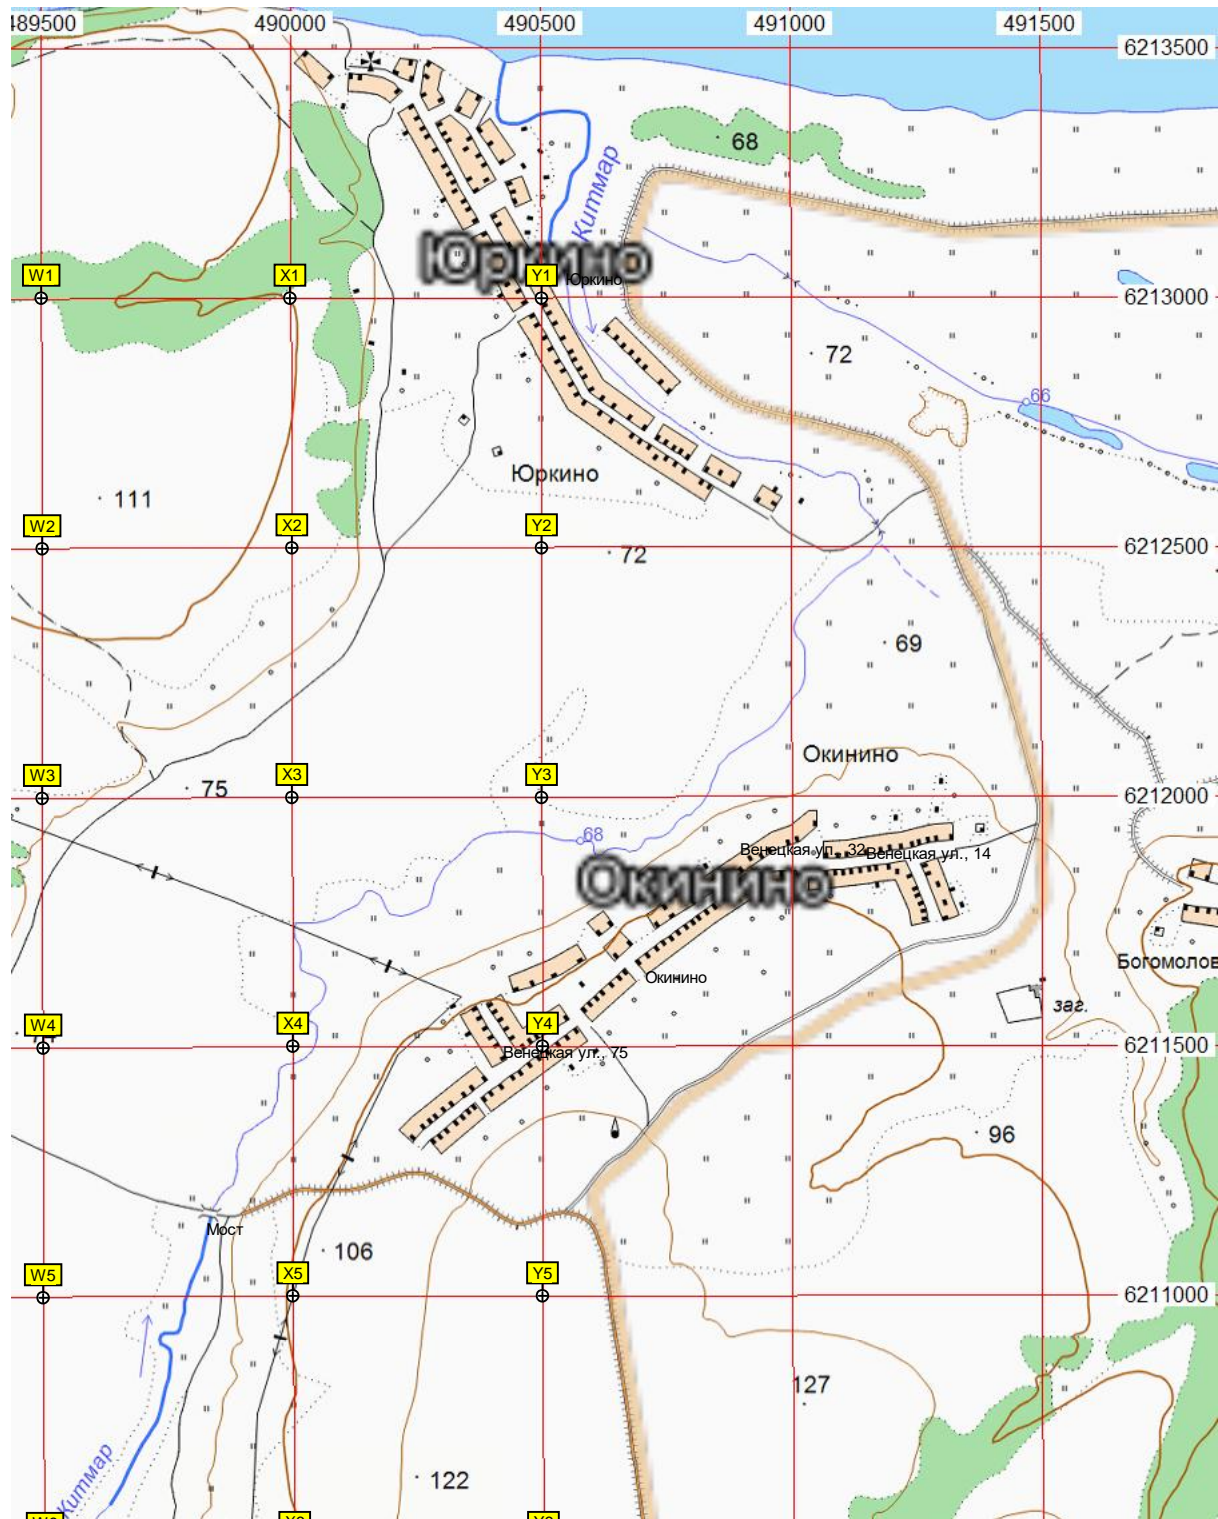 489500 490000 490500 491000 491500
6213500
68
Китмар
Юркино
W1 X1 Y1 Юркино
6213000
72
66
Юркино
111
W2 X2 Y2
6212500
72
69
Окинино
W3 X3 Y3
75
6212000
68
Венецкая ул., 32
Венецкая ул., 14
Окинино
Богомолов
Окинино
заг.
W4 X4 Y4
6211500
Венецкая ул., 75
96
Мост
106
W5 X5 Y5
6211000
127
122
Китмар